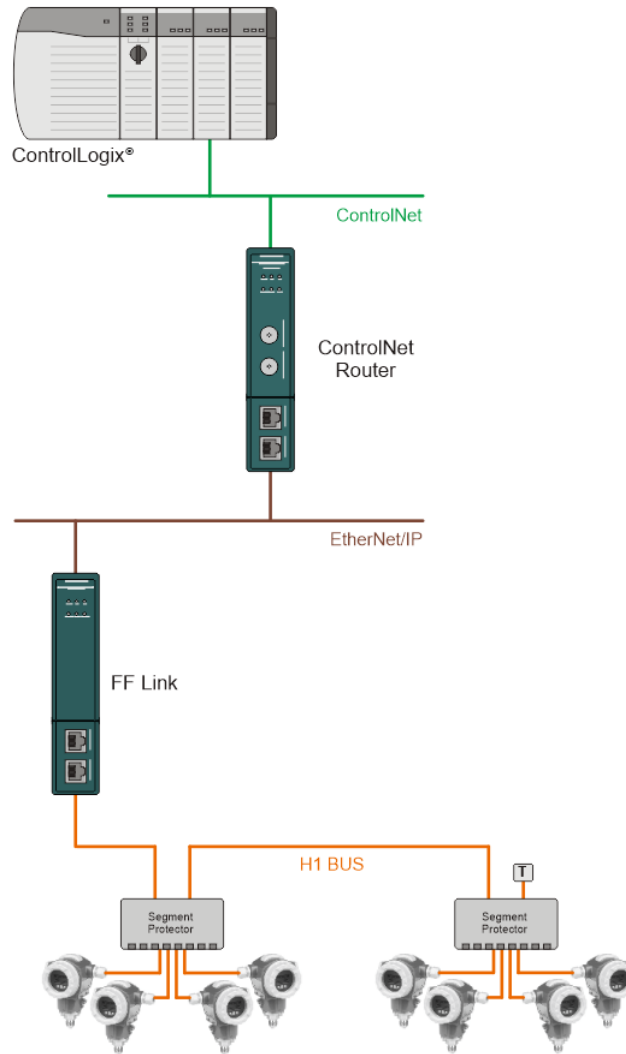 ControlLogix®
ControlNet
ControlNet
Router
EtherNet/IP
FF Link
H1 BUS
T
Segment
Protector
Segment
Protector